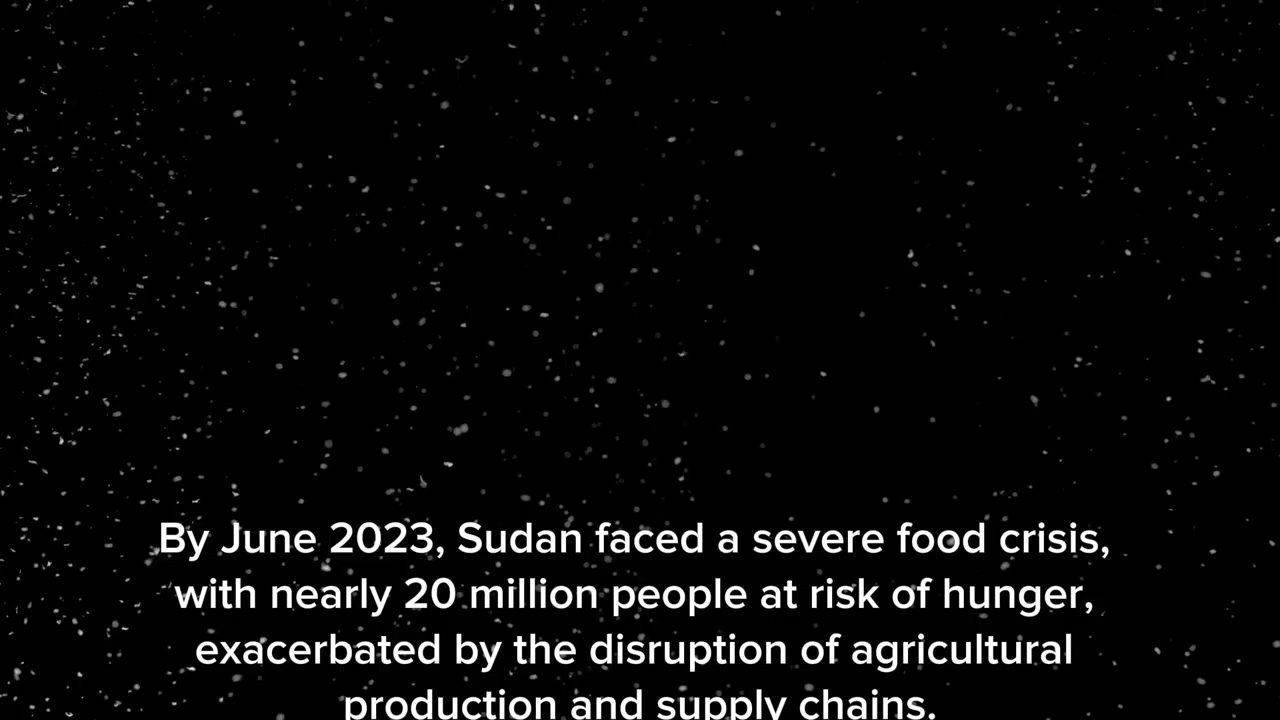 By June 2023, Sudan faced a severe food crisis,
with nearly 20 million people at risk of hunger,
exacerbated by the disruption of agricultural
production and supply chains.